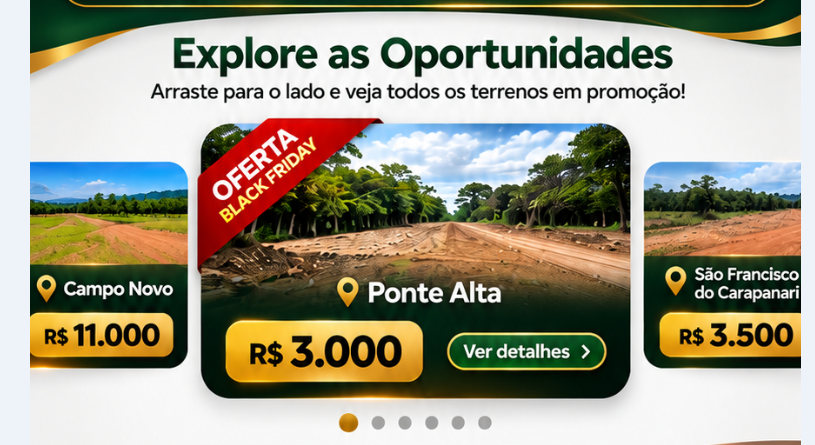 Explore as Oportunidades
Arraste para o lado e veja todos os terrenos em promoção!
OFERTA
BLACK FRIDAY
Campo Novo
R$ 11.000
Ponte Alta
R$ 3.000
Ver detalhes
São Francisco
do Carapanari
R$ 3.500